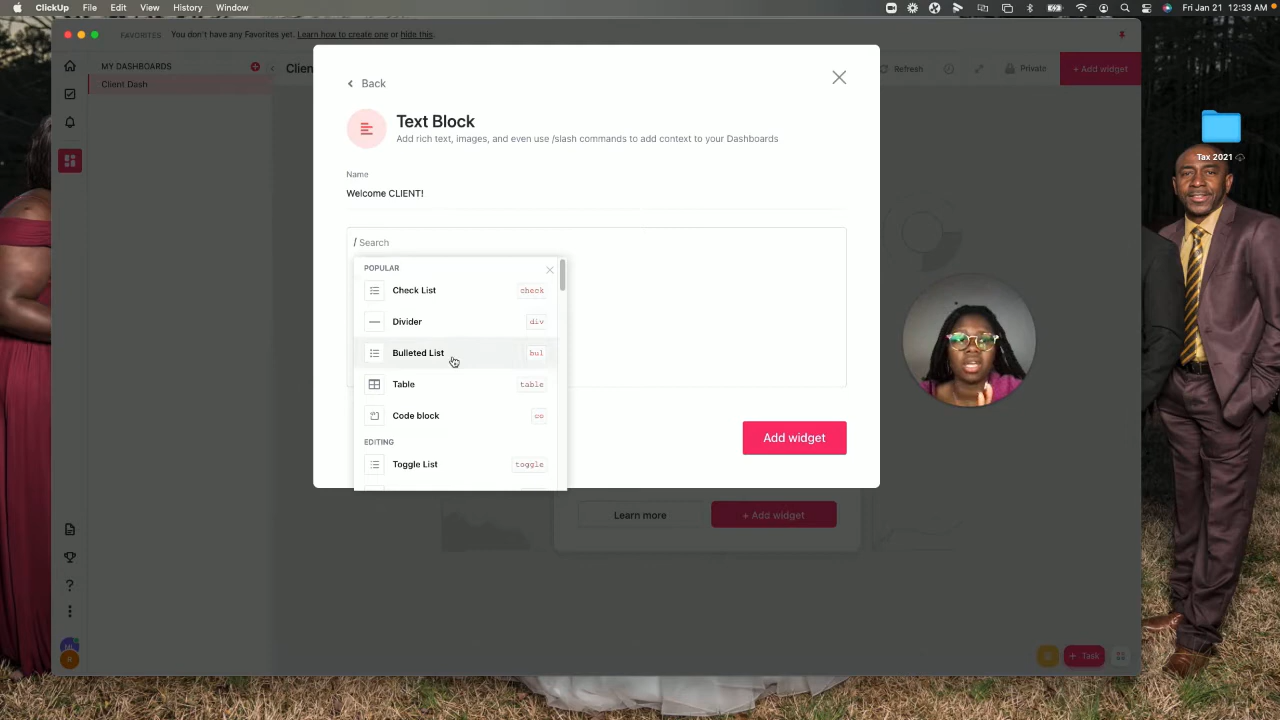 ClickUp File Edit View History Window
Fri Jan 21 12:33 AM
FAVORITES You don't have any Favorites yet. Learn how to create one or hide this.
MY DASHBOARDS
Client Dash
Clien
Refresh
Private
+ Add widget
Back
Text Block
Add rich text, images, and even use /slash commands to add context to your Dashboards
Name
Welcome CLIENT!
/ Search
POPULAR
Check List check
Divider div
Bulleted List bul
Table table
Code block co
EDITING
Toggle List toggle
Add widget
Learn more
+ Add widget
+ Task
Tax 2021
R